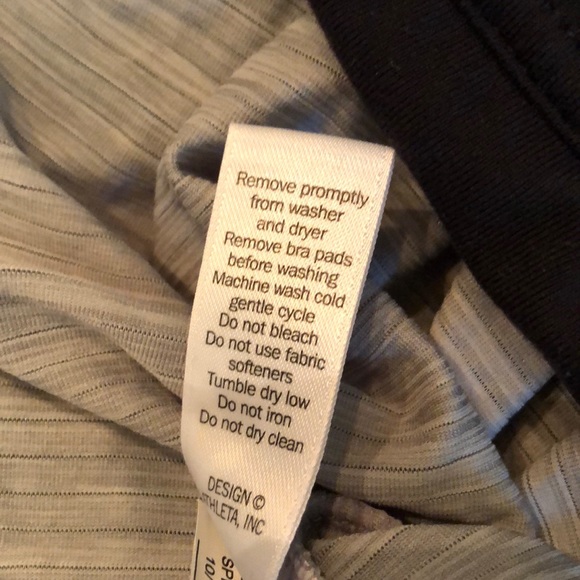 Remove promptly
from washer
and dryer
Remove bra pads
before washing
Machine wash cold
gentle cycle
Do not bleach
Do not use fabric
softeners
Tumble dry low
Do not iron
Do not dry clean
DESIGN ©
ATHLETA, INC